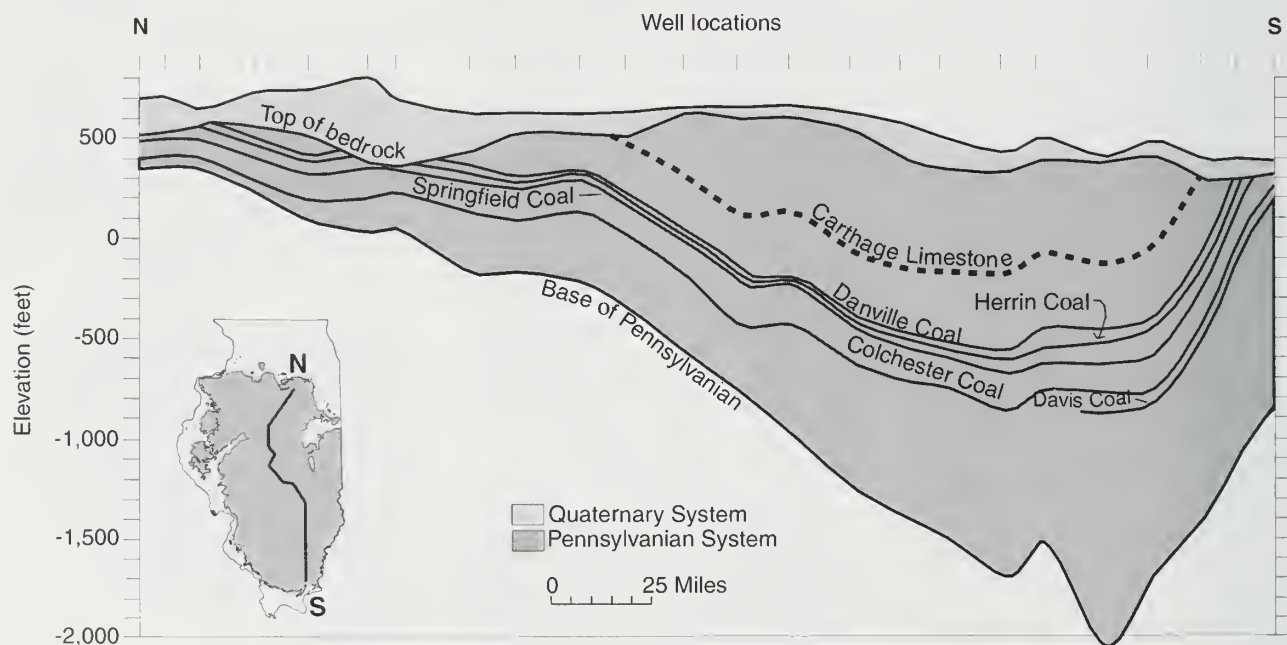 Well locations
N
S
Top of bedrock
500
Springfield Coal
Carthage Limestone
0
Danville Coal
Herrin Coal
Base of Pennsylvanian
Colchester Coal
Davis Coal
-500
Elevation (feet)
N
-1,000
Quaternary System
-1,500
Pennsylvanian System
0 25 Miles
S
-2,000